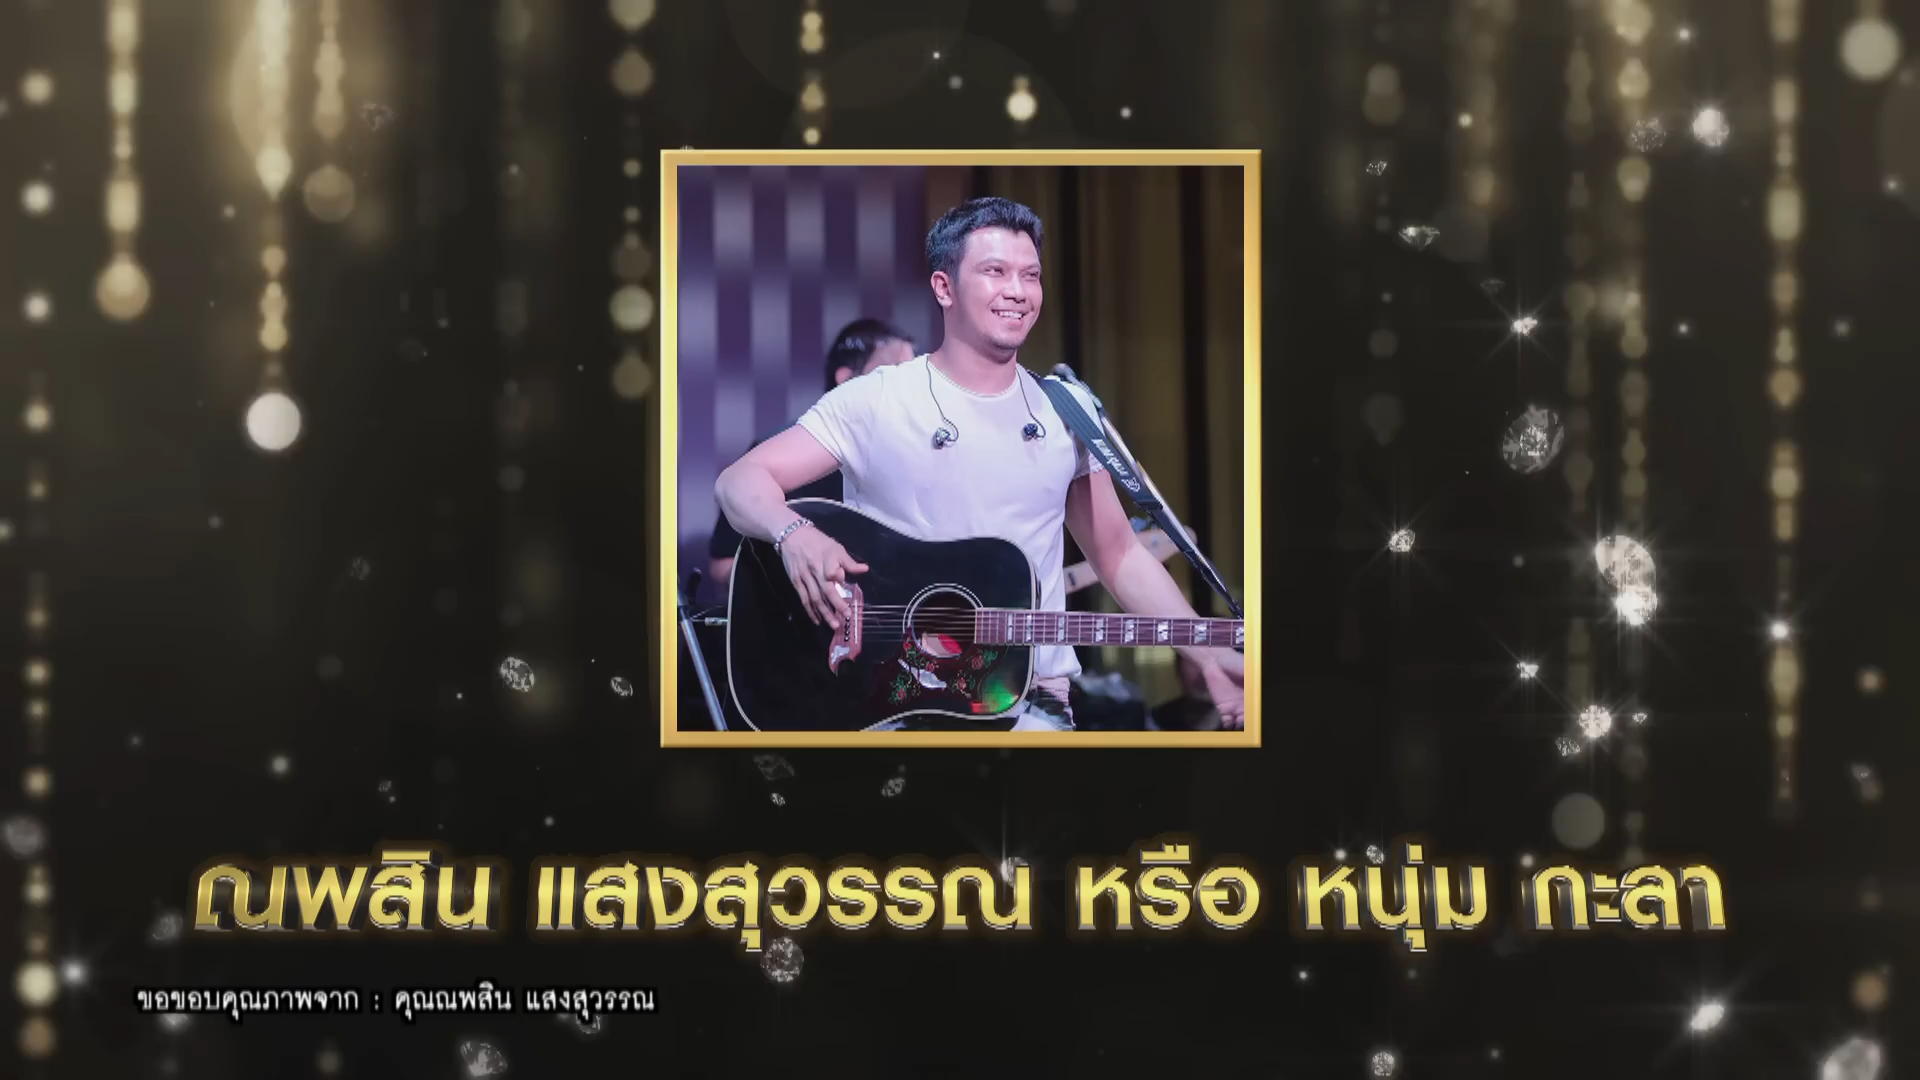 ณพสิน แสงสุวรรณ หรือ หนุ่ม กะลา
ขอขอบคุณภาพจาก : คุณณพสิน แสงสุวรรณ